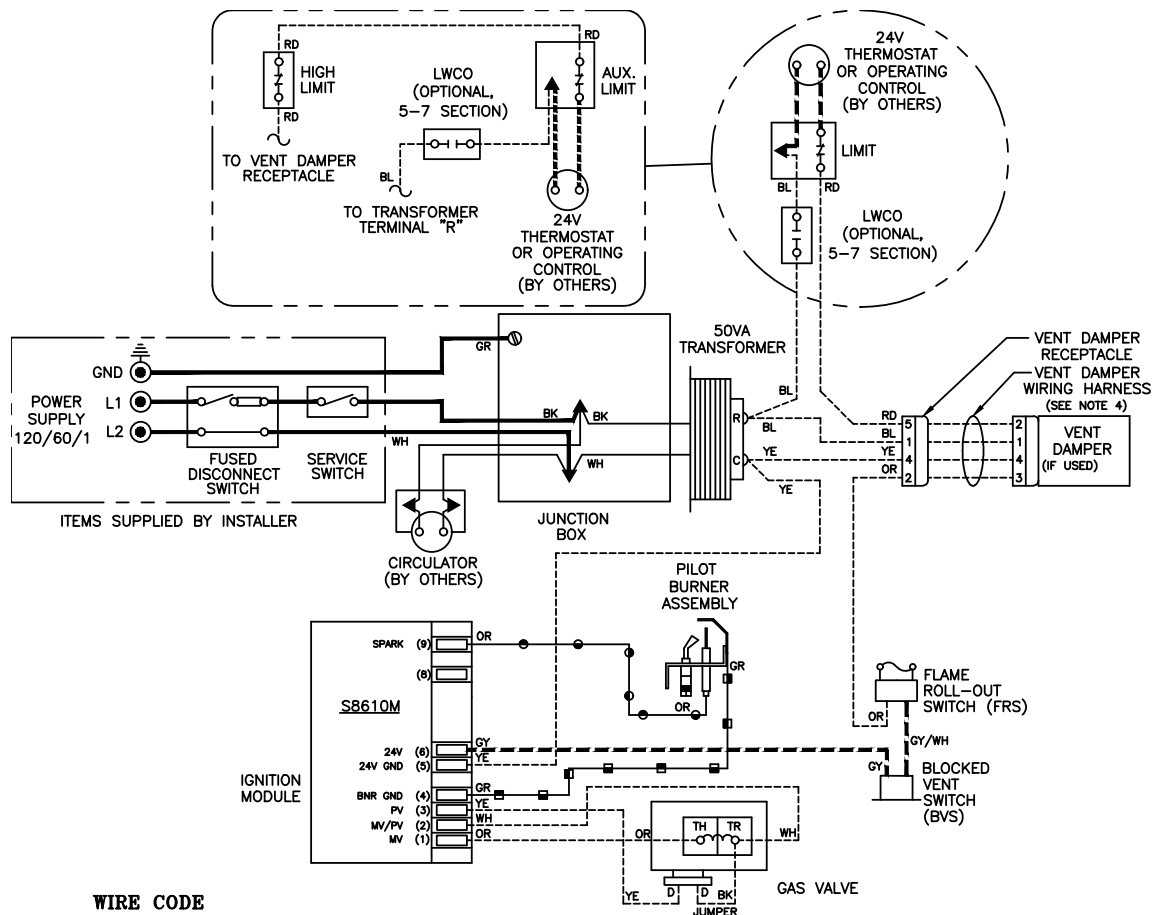 RD
RD
HIGH
LIMIT
RD
TO VENT DAMPER
RECEPTACLE
LWCO
(OPTIONAL,
5-7 SECTION)
AUX.
LIMIT
BL
TO TRANSFORMER
TERMINAL "R"
24V
THERMOSTAT
OR OPERATING
CONTROL
(BY OTHERS)
24V
THERMOSTAT
OR OPERATING
CONTROL
(BY OTHERS)
LIMIT
BL
RD
LWCO
(OPTIONAL,
5-7 SECTION)
GND
L1
L2
POWER
SUPPLY
120/60/1
FUSED
DISCONNECT
SWITCH
SERVICE
SWITCH
ITEMS SUPPLIED BY INSTALLER
GR
BK
BK
WH
WH
JUNCTION
BOX
CIRCULATOR
(BY OTHERS)
50VA
TRANSFORMER
R
C
BL
BL
YE
YE
VENT DAMPER
RECEPTACLE
VENT DAMPER
WIRING HARNESS
(SEE NOTE 4)
RD 5 2
BL 1 1
YE 4 4
OR 2 3
VENT
DAMPER
(IF USED)
PILOT
BURNER
ASSEMBLY
GR
OR
IGNITION
MODULE
S8610M
SPARK (9) OR
(8)
24V (6) GY
24V GND (5) YE
BNR GND (4) GR
PV (3) YE
MV/PV (2) WH
MV (1) OR
FLAME
ROLL-OUT
SWITCH (FRS)
OR
GY/WH
GY
BLOCKED
VENT
SWITCH
(BVS)
OR
TH TR
WH
YE
D D
BK
JUMPER
GAS VALVE
WIRE CODE